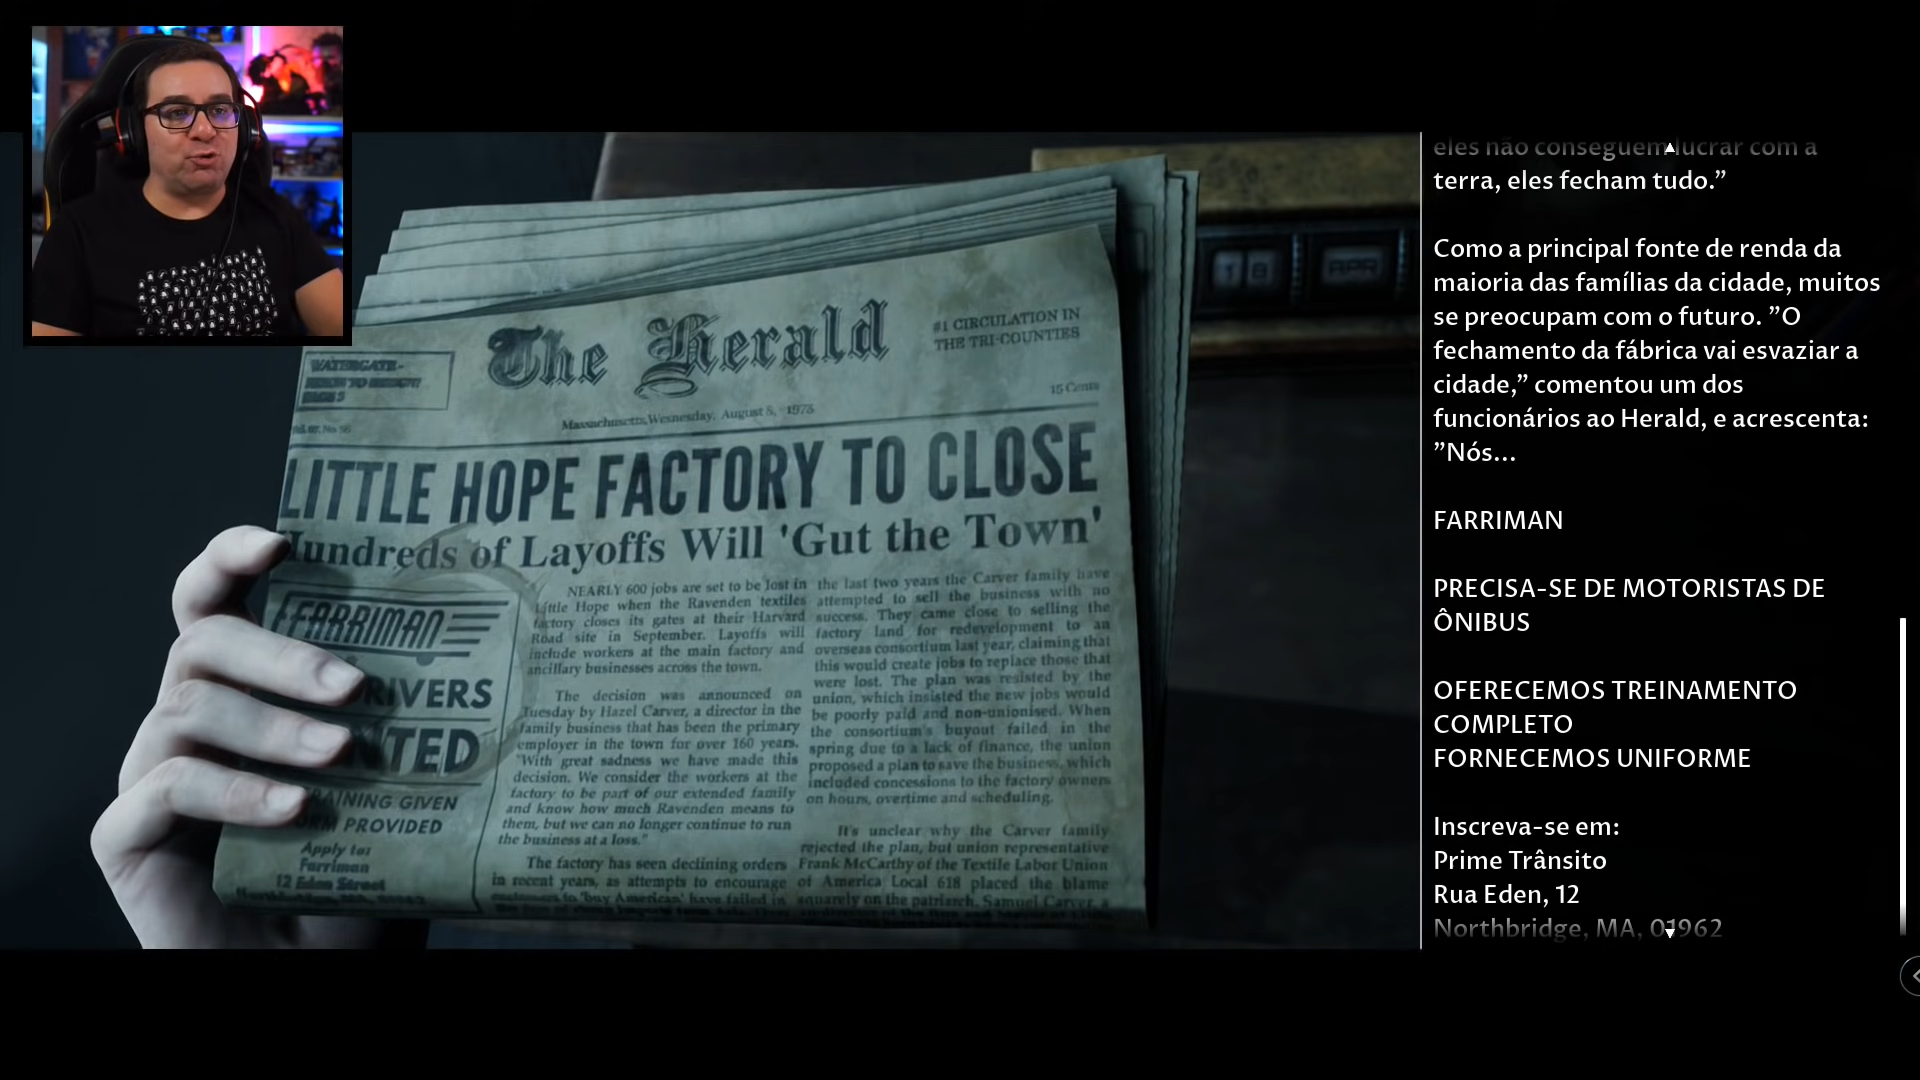 eles não conseguem lucrar com a
terra, eles fecham tudo.”
Como a principal fonte de renda da
maioria das famílias da cidade, muitos
se preocupam com o futuro. ”O
fechamento da fábrica vai esvaziar a
cidade,” comentou um dos
funcionários ao Herald, e acrescenta:
”Nós...
FARRIMAN
PRECISA-SE DE MOTORISTAS DE
ÔNIBUS
OFERECEMOS TREINAMENTO
COMPLETO
FORNECEMOS UNIFORME
Inscreva-se em:
Prime Trânsito
Rua Eden, 12
Northbridge, MA, 01962
18 APR
The Herald
#1 CIRCULATION IN
THE TRI-COUNTIES
WATERGATE -
15 Cents
Massachusetts, Wesnesday, August 8, 1973
LITTLE HOPE FACTORY TO CLOSE
Hundreds of Layoffs Will 'Gut the Town'
FARRIMAN
RIVERS
NTED
RAINING GIVEN
RM PROVIDED
Apply to:
Farriman
12 Eden Street
NEARLY 600 jobs are set to be lost in
Little Hope when the Ravenden textiles
factory closes its gates at their Harvard
Road site in September. Layoffs will
include workers at the main factory and
ancillary businesses across the town.
The decision was announced on
Tuesday by Hazel Carver, a director in the
family business that has been the primary
employer in the town for over 160 years.
"With great sadness we have made this
decision. We consider the workers at the
factory to be part of our extended family
and know how much Ravenden means to
them, but we can no longer continue to run
the business at a loss."
The factory has seen declining orders
in recent years, as attempts to encourage
customers to 'buy American' have failed in
the last two years the Carver family have
attempted to sell the business with no
success. They came close to selling the
factory land for redevelopment to an
overseas consortium last year, claiming that
this would create jobs to replace those that
were lost. The plan was resisted by the
union, which insisted the new jobs would
be poorly paid and non-unionised. When
the consortium's buyout failed in the
spring due to a lack of finance, the union
proposed a plan to save the business, which
included concessions to the factory owners
on hours, overtime and scheduling.
It's unclear why the Carver family
rejected the plan, but union representative
Frank McCarthy of the Textile Labor Union
of America Local 618 placed the blame
squarely on the patriarch, Samuel Carver, a